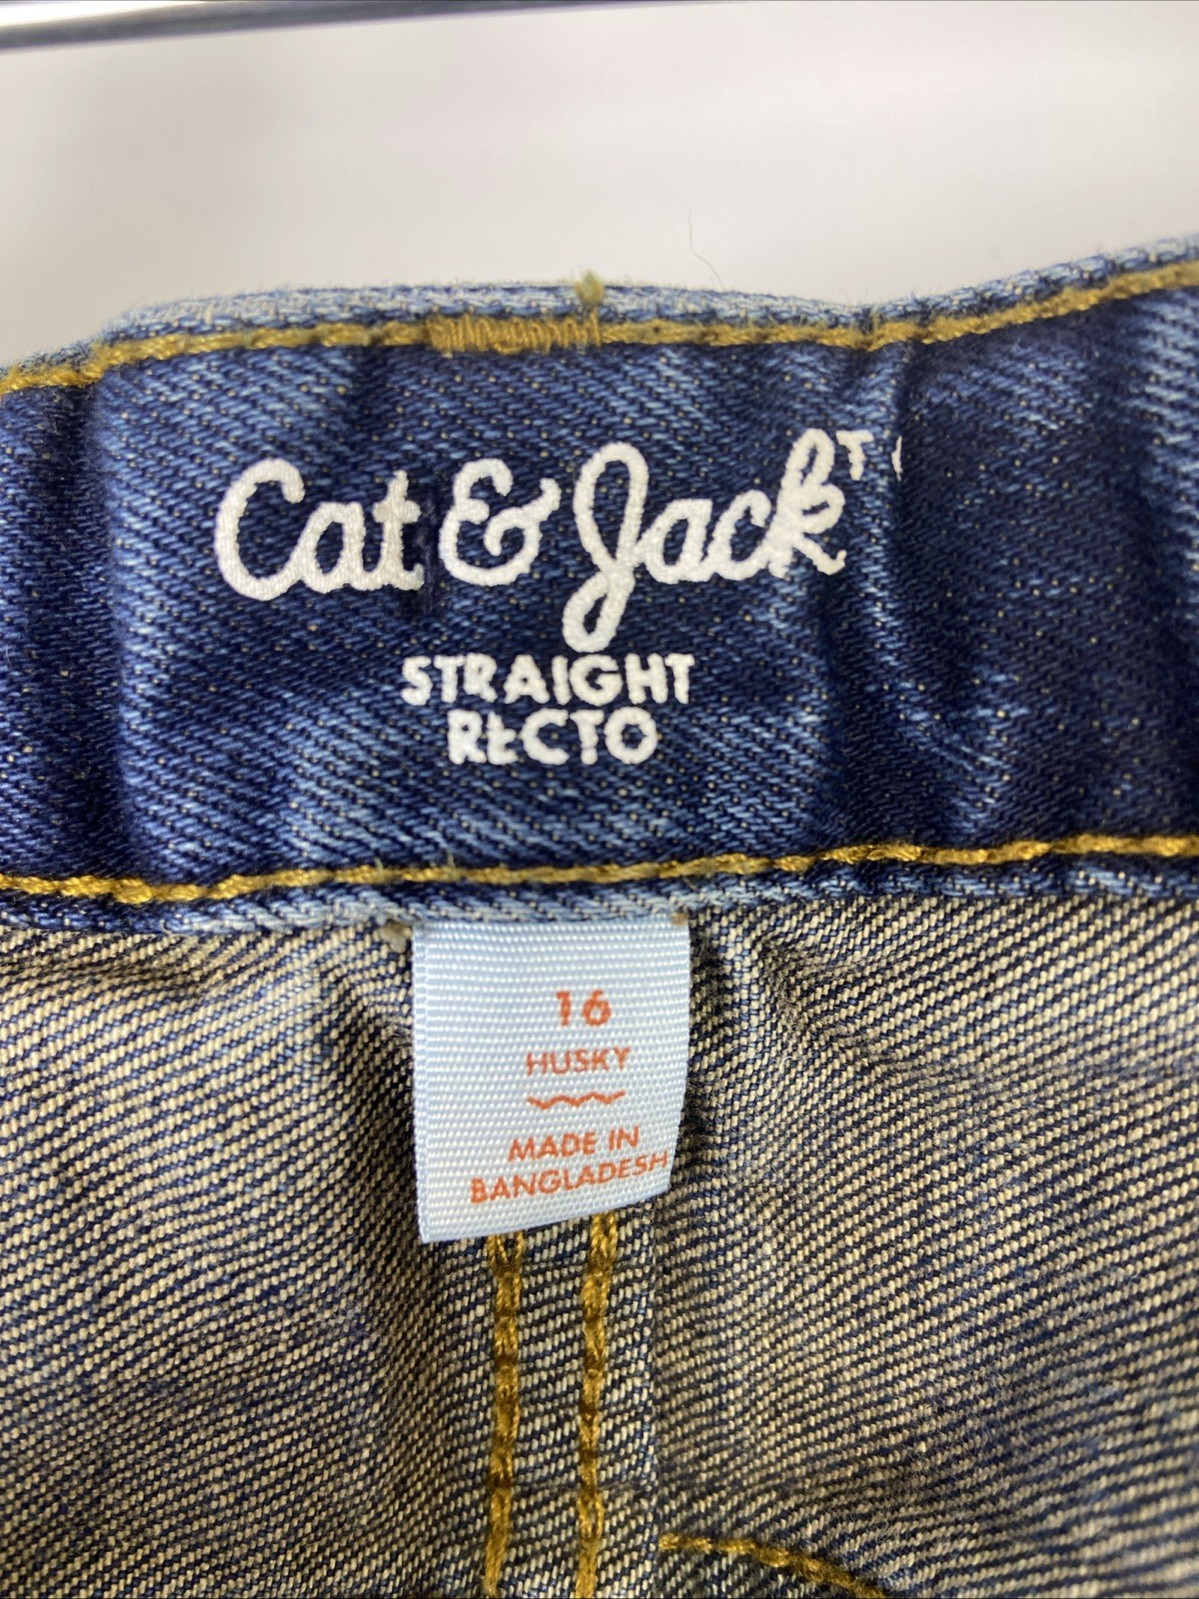 Cat & Jack
STRAIGHT
RECTO
16
HUSKY
MADE IN
BANGLADESH